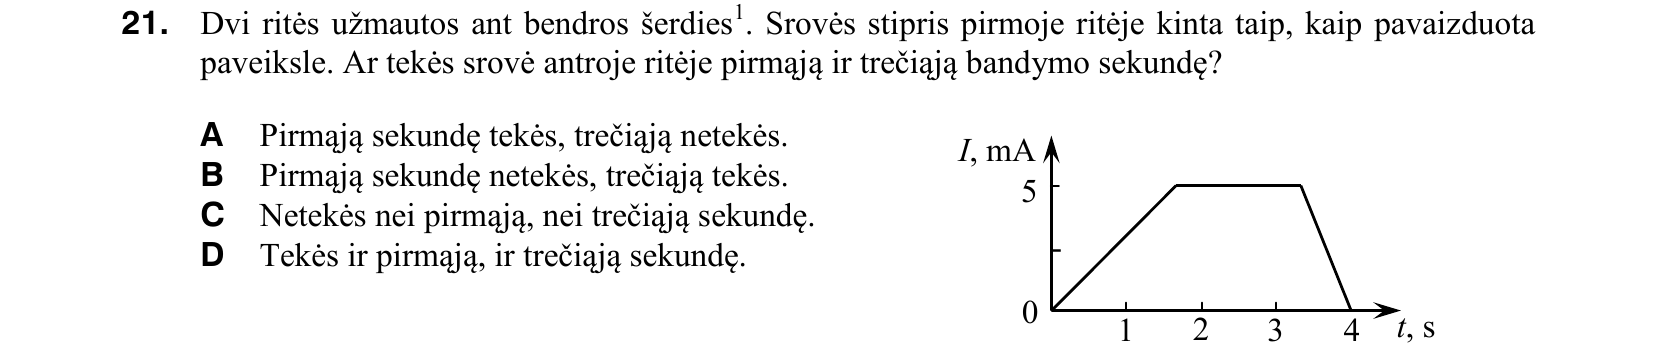 21. Dvi ritės užmautos ant bendros šerdies¹. Srovės stipris pirmoje ritėje kinta taip, kaip pavaizduota
paveiksle. Ar tekės srovė antroje ritėje pirmąją ir trečiąją bandymo sekundę?
A Pirmąją sekundę tekės, trečiąją netekės.
B Pirmąją sekundę netekės, trečiąją tekės.
C Netekės nei pirmąją, nei trečiąją sekundę.
D Tekės ir pirmąją, ir trečiąją sekundę.
I, mA
5
0
1 2 3 4 t, s